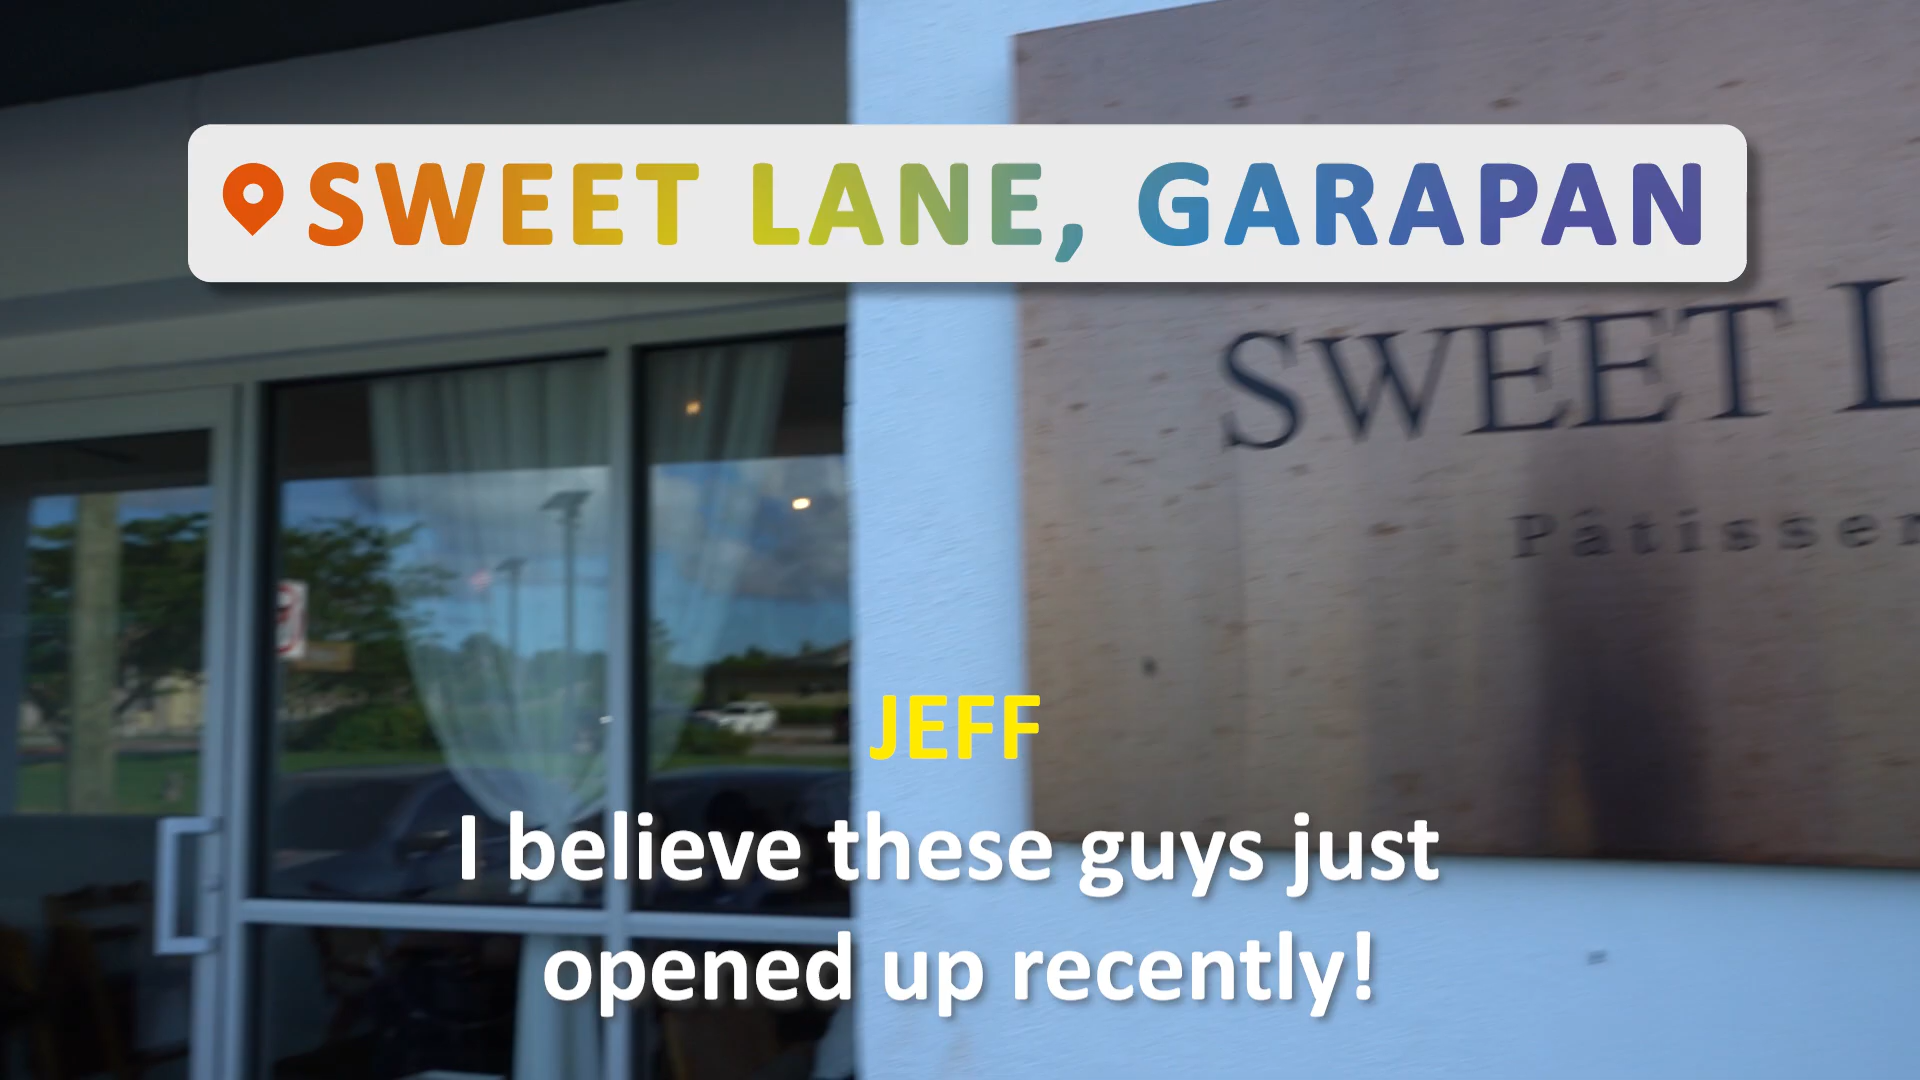 SWEET LANE, GARAPAN
SWEET L
Pâtisser
JEFF
I believe these guys just
opened up recently!